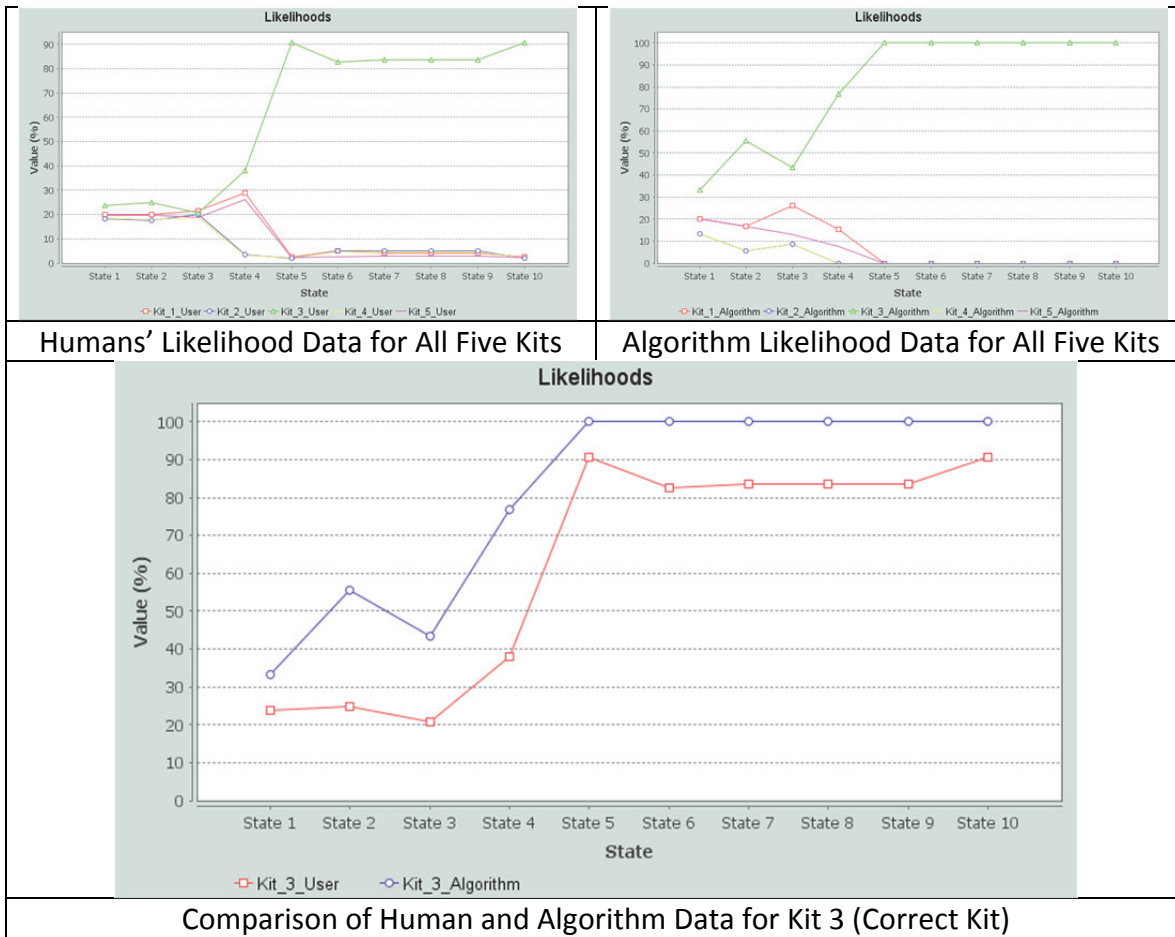 Likelihoods
Value (%)
90
80
70
60
50
40
30
20
10
0
State 1 State 2 State 3 State 4 State 5 State 6 State 7 State 8 State 9 State 10
State
Kit_1_User Kit_2_User Kit_3_User Kit_4_User Kit_5_User
Humans’ Likelihood Data for All Five Kits
Likelihoods
Value (%)
100
90
80
70
60
50
40
30
20
10
0
State 1 State 2 State 3 State 4 State 5 State 6 State 7 State 8 State 9 State 10
State
Kit_1_Algorithm Kit_2_Algorithm Kit_3_Algorithm Kit_4_Algorithm Kit_5_Algorithm
Algorithm Likelihood Data for All Five Kits
Likelihoods
Value (%)
100
90
80
70
60
50
40
30
20
10
0
State 1 State 2 State 3 State 4 State 5 State 6 State 7 State 8 State 9 State 10
State
Kit_3_User Kit_3_Algorithm
Comparison of Human and Algorithm Data for Kit 3 (Correct Kit)